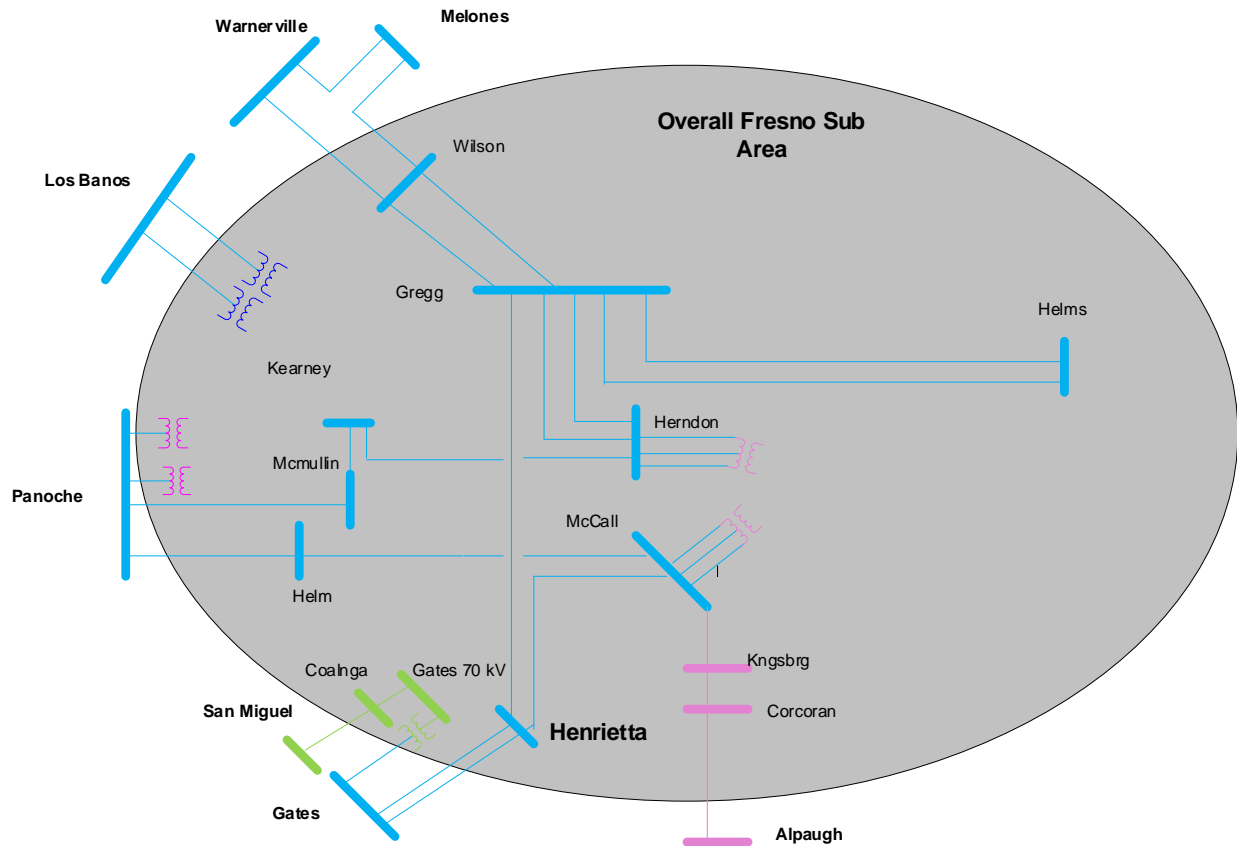 Melones
Warnerville
Overall Fresno Sub
Area
Wilson
Los Banos
Gregg
Helms
Kearney
Herndon
Mcmullin
Panoche
McCall
Helm
Kngsbrg
Coalnga
Gates 70 kV
San Miguel
Corcoran
Henrietta
Gates
Alpaugh